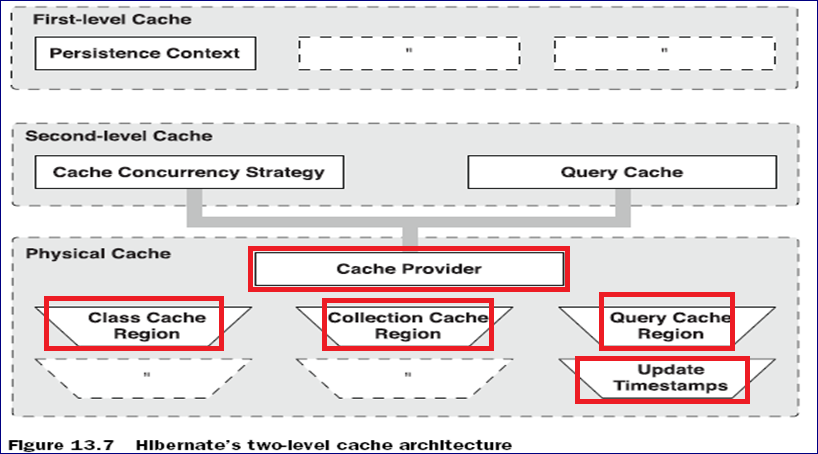 First-level Cache
Persistence Context
"
"
Second-level Cache
Cache Concurrency Strategy
Query Cache
Physical Cache
Cache Provider
Class Cache
Region
Collection Cache
Region
Query Cache
Region
"
"
Update
Timestamps
Figure 13.7 Hibernate's two-level cache architecture